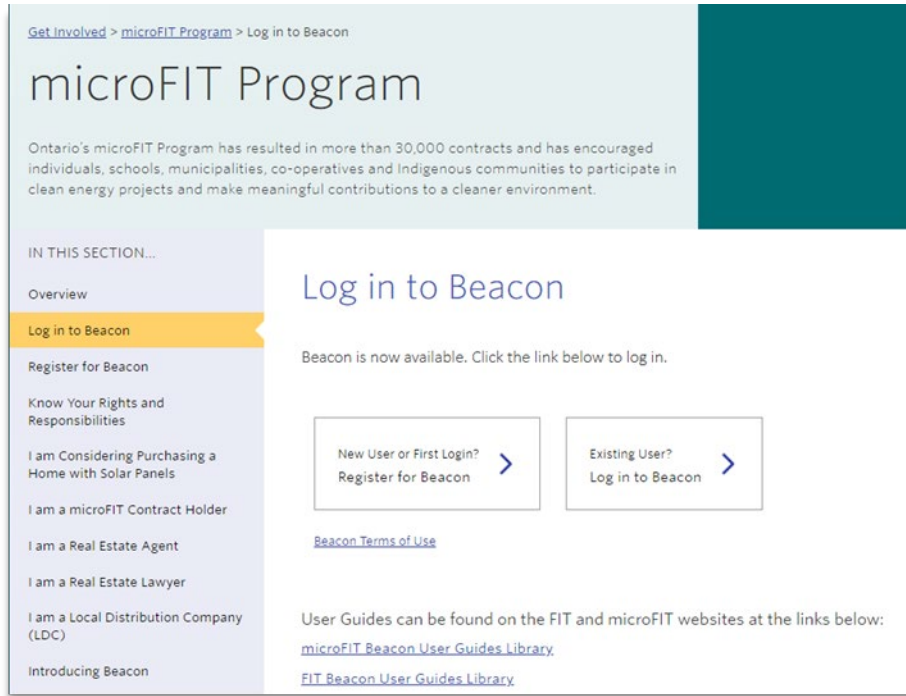 Get Involved > microFIT Program > Log in to Beacon
microFIT Program
Ontario's microFIT Program has resulted in more than 30,000 contracts and has encouraged
individuals, schools, municipalities, co-operatives and Indigenous communities to participate in
clean energy projects and make meaningful contributions to a cleaner environment.
IN THIS SECTION...
Overview
Log in to Beacon
Register for Beacon
Know Your Rights and
Responsibilities
I am Considering Purchasing a
Home with Solar Panels
I am a microFIT Contract Holder
I am a Real Estate Agent
I am a Real Estate Lawyer
I am a Local Distribution Company
(LDC)
Introducing Beacon
Log in to Beacon
Beacon is now available. Click the link below to log in.
New User or First Login?
Register for Beacon
Existing User?
Log in to Beacon
Beacon Terms of Use
User Guides can be found on the FIT and microFIT websites at the links below:
microFIT Beacon User Guides Library
FIT Beacon User Guides Library